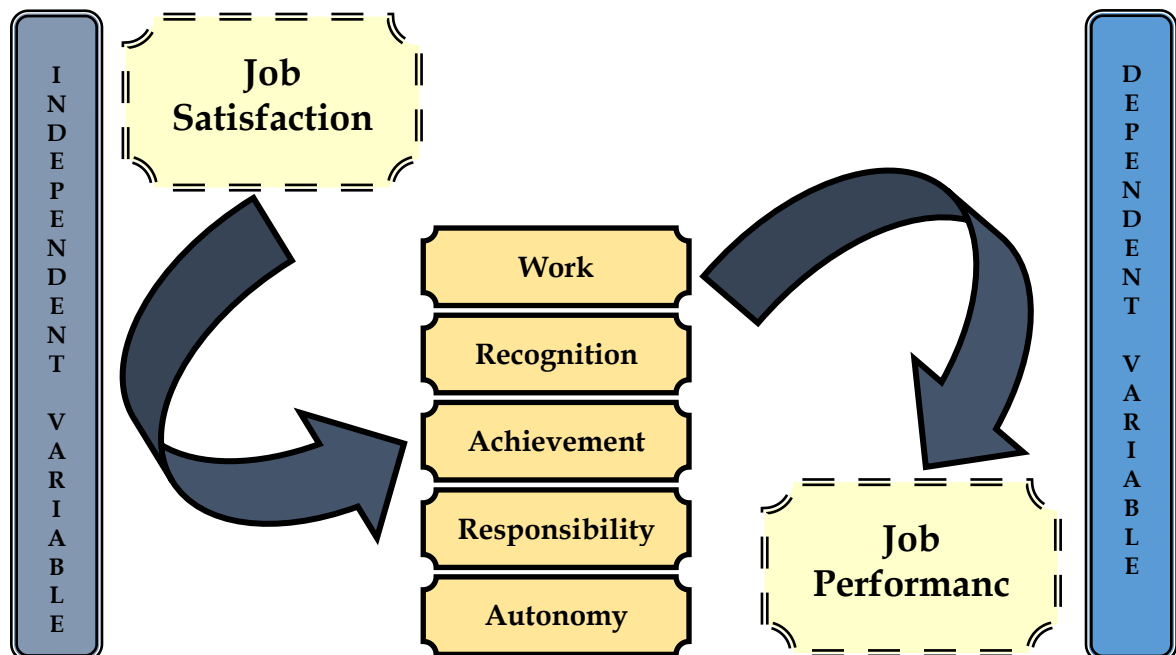 INDEPENDENT VARIABLE
Job
Satisfaction
Work
Recognition
Achievement
Responsibility
Autonomy
Job
Performanc
DEPENDENT VARIABLE